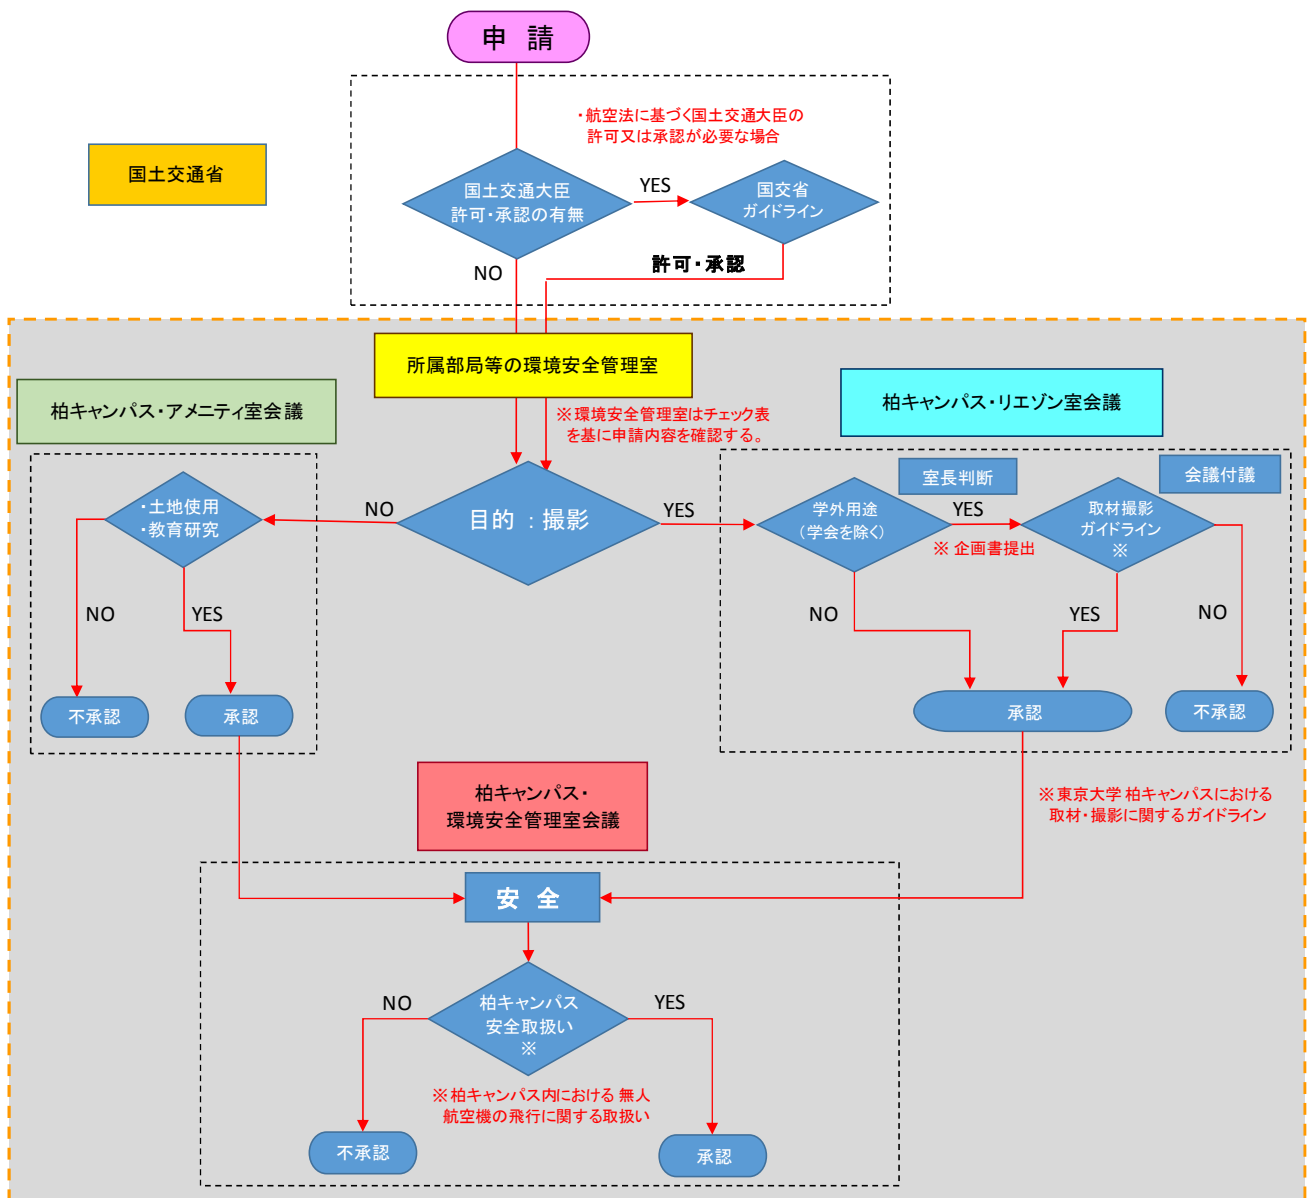 申 請
・航空法に基づく国土交通大臣の
許可又は承認が必要な場合
国土交通省
国土交通大臣
許可・承認の有無
YES
国交省
ガイドライン
NO
許可・承認
所属部局等の環境安全管理室
※環境安全管理室はチェック表
を基に申請内容を確認する。
柏キャンパス・アメニティ室会議
柏キャンパス・リエゾン室会議
・土地使用
・教育研究
NO
目的 : 撮影
YES
室長判断
会議付議
学外用途
(学会を除く)
YES
※ 企画書提出
取材撮影
ガイドライン
※
NO
YES
NO
YES
NO
不承認
承認
承認
不承認
※東京大学 柏キャンパスにおける
取材・撮影に関するガイドライン
柏キャンパス・
環境安全管理室会議
安 全
NO
柏キャンパス
安全取扱い
※
YES
※柏キャンパス内における 無人
航空機の飛行に関する取扱い
不承認
承認